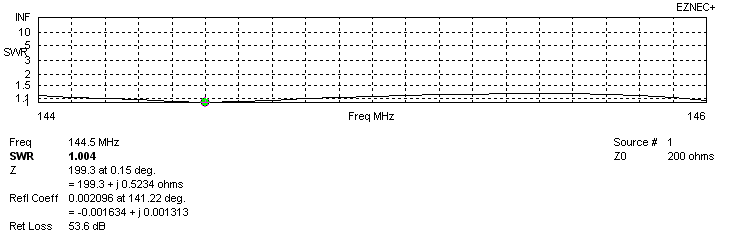 EZNEC+
INF
10
5
SWR
3
2
1.5
1.1
144 Freq MHz 146
Freq 144.5 MHz Source # 1
SWR 1.004 Z0 200 ohms
Z 199.3 at 0.15 deg.
= 199.3 + j 0.5234 ohms
Refl Coeff 0.002096 at 141.22 deg.
= -0.001634 + j 0.001313
Ret Loss 53.6 dB